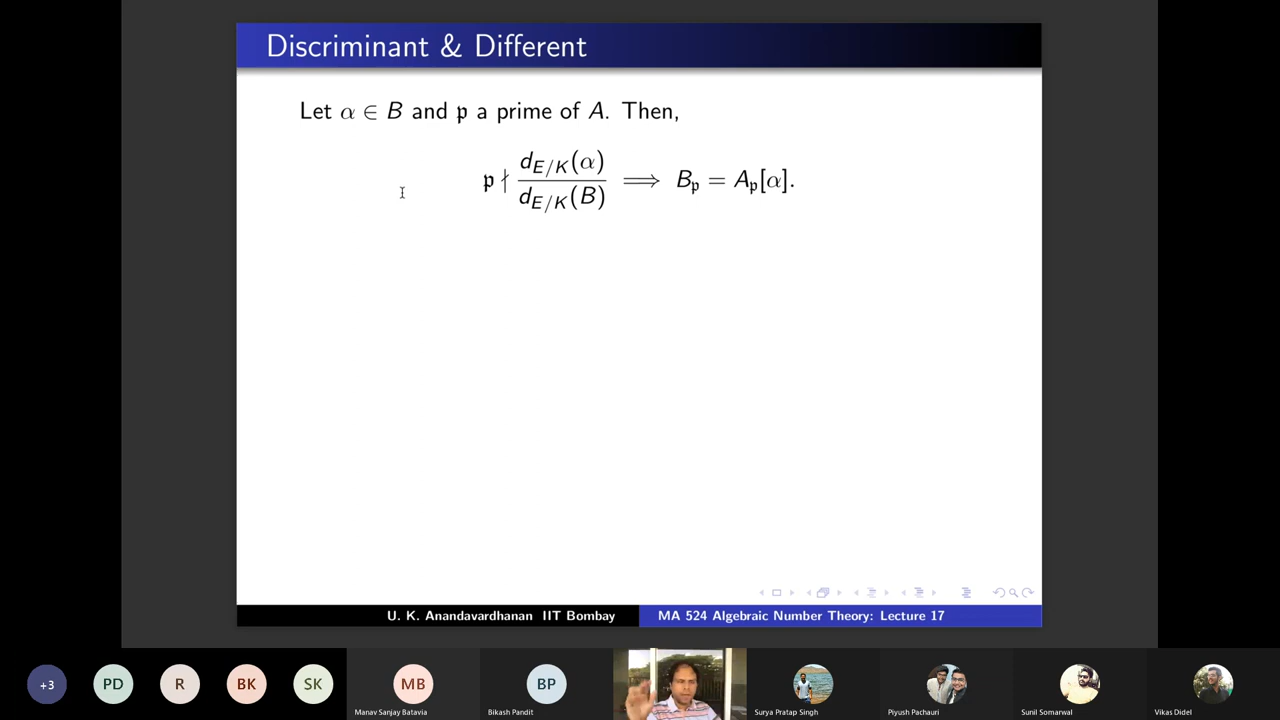 Discriminant & Different
Let α ∈ B and 𝔭 a prime of A. Then,
𝔭 ∤ d_{E/K}(α) / d_{E/K}(B) ⟹ B_𝔭 = A_𝔭[α].
U. K. Anandavardhanan IIT Bombay MA 524 Algebraic Number Theory: Lecture 17
+3 PD R BK SK MB BP
Manav Sanjay Batavia Bikash Pandit Surya Pratap Singh Piyush Pachauri Sunil Somarwal Vikas Didel